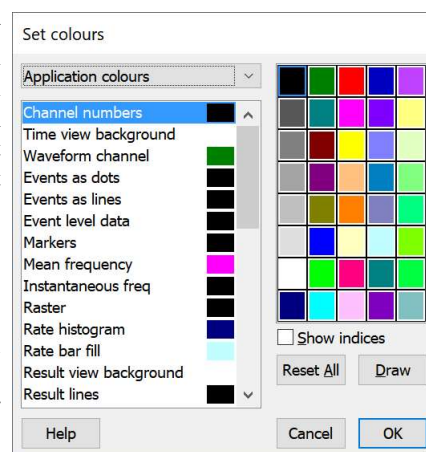 Set colours
Application colours
Channel numbers
Time view background
Waveform channel
Events as dots
Events as lines
Event level data
Markers
Mean frequency
Instantaneous freq
Raster
Rate histogram
Rate bar fill
Result view background
Result lines
Show indices
Reset All
Draw
Help
Cancel
OK